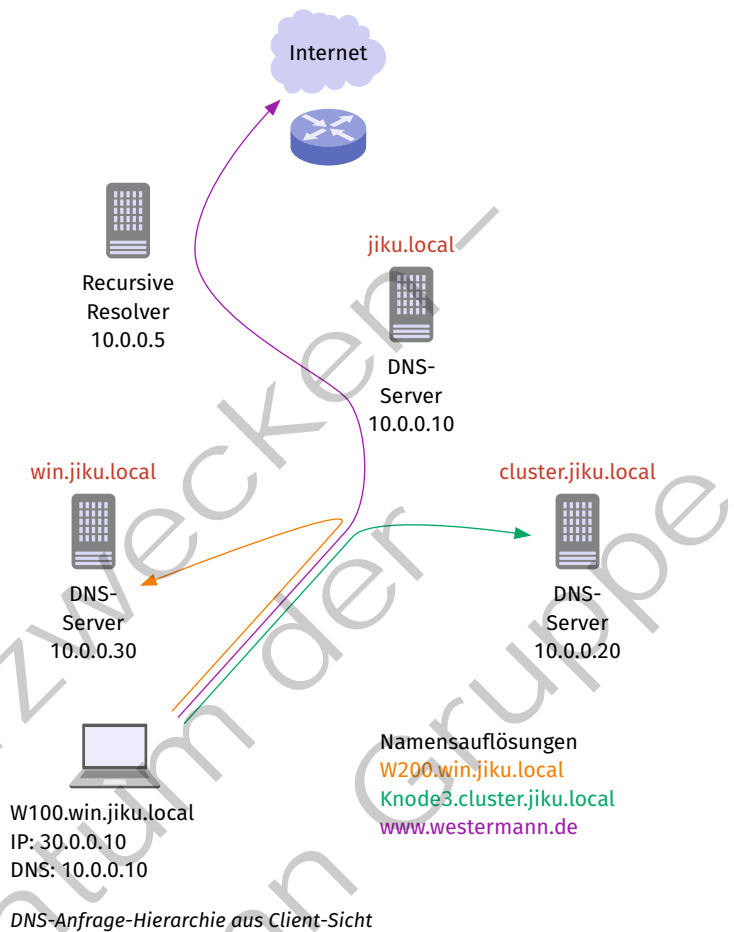 Internet
jiku.local
Recursive
Resolver
10.0.0.5
DNS-
Server
10.0.0.10
win.jiku.local
cluster.jiku.local
DNS-
Server
10.0.0.30
DNS-
Server
10.0.0.20
Namensauflösungen
W200.win.jiku.local
Knode3.cluster.jiku.local
www.westermann.de
W100.win.jiku.local
IP: 30.0.0.10
DNS: 10.0.0.10
DNS-Anfrage-Hierarchie aus Client-Sicht
zwecken –
der
Gruppe